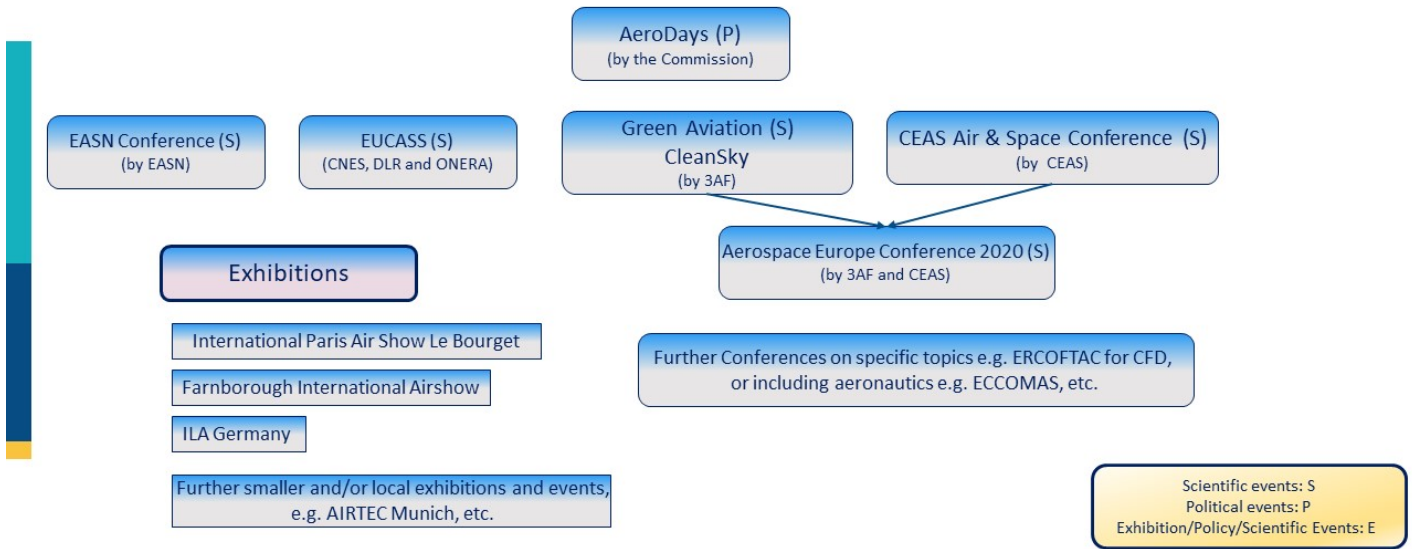 AeroDays (P)
(by the Commission)
EASN Conference (S)
(by EASN)
EUCASS (S)
(CNES, DLR and ONERA)
Green Aviation (S)
CleanSky
(by 3AF)
CEAS Air & Space Conference (S)
(by CEAS)
Aerospace Europe Conference 2020 (S)
(by 3AF and CEAS)
Exhibitions
International Paris Air Show Le Bourget
Farnborough International Airshow
ILA Germany
Further smaller and/or local exhibitions and events,
e.g. AIRTEC Munich, etc.
Further Conferences on specific topics e.g. ERCOFTAC for CFD,
or including aeronautics e.g. ECCOMAS, etc.
Scientific events: S
Political events: P
Exhibition/Policy/Scientific Events: E